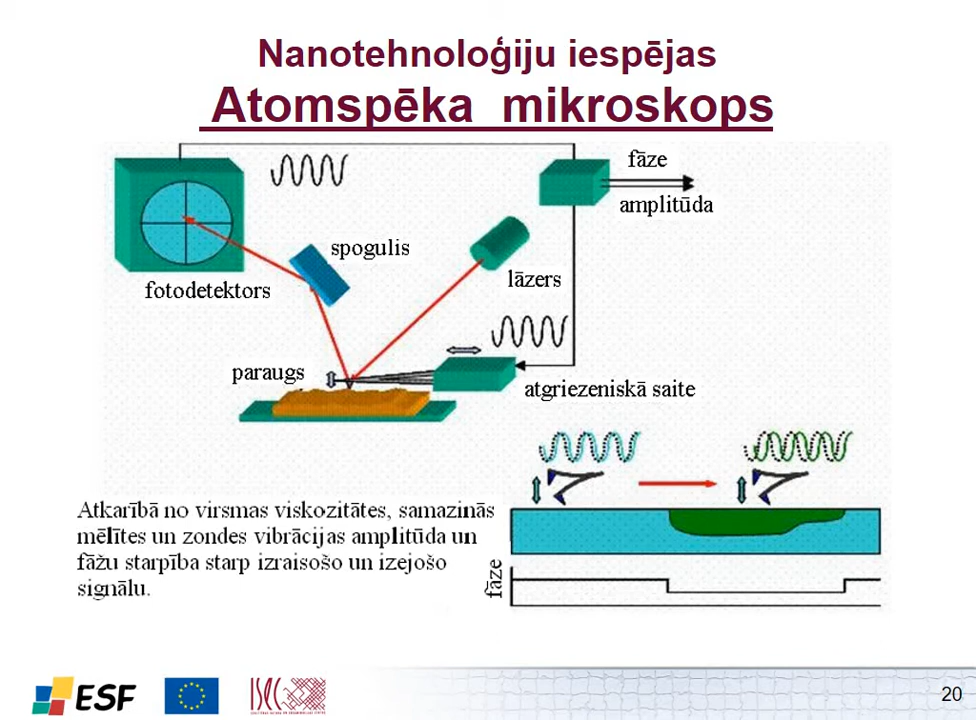 Nanotehnoloģiju iespējas
Atomspēka mikroskops
fāze
amplitūda
spogulis
lāzers
fotodetektors
paraugs
atgriezeniskā saite
Atkarībā no virsmas viskozitātes, samazinās
mēlītes un zondes vibrācijas amplitūda un
fāžu starpība starp izraisošo un izejošo
signālu.
fāze
ESF
ISEC
20